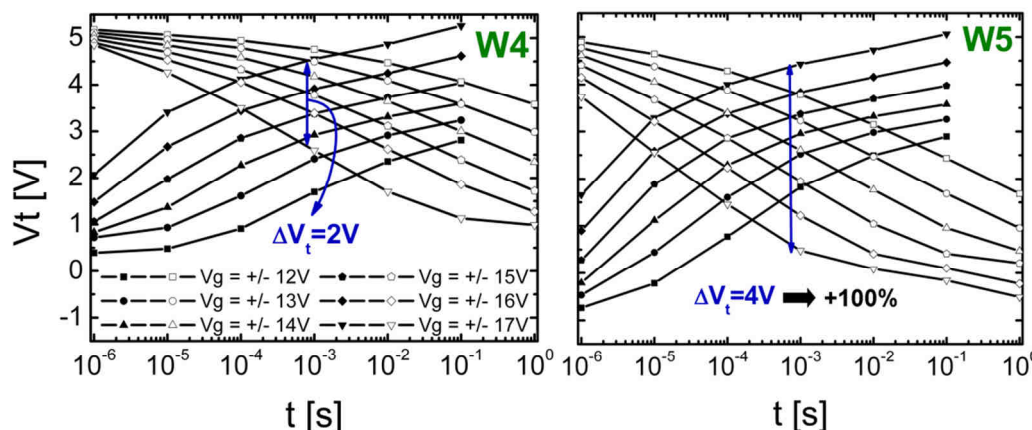 W4
W5
Vt [V]
5
4
3
2
1
0
-1
ΔVt=2V
Vg = +/- 12V
Vg = +/- 15V
Vg = +/- 13V
Vg = +/- 16V
Vg = +/- 14V
Vg = +/- 17V
ΔVt=4V +100%
10⁻⁶ 10⁻⁵ 10⁻⁴ 10⁻³ 10⁻² 10⁻¹ 10⁰
10⁻⁶ 10⁻⁵ 10⁻⁴ 10⁻³ 10⁻² 10⁻¹ 10⁰
t [s]
t [s]